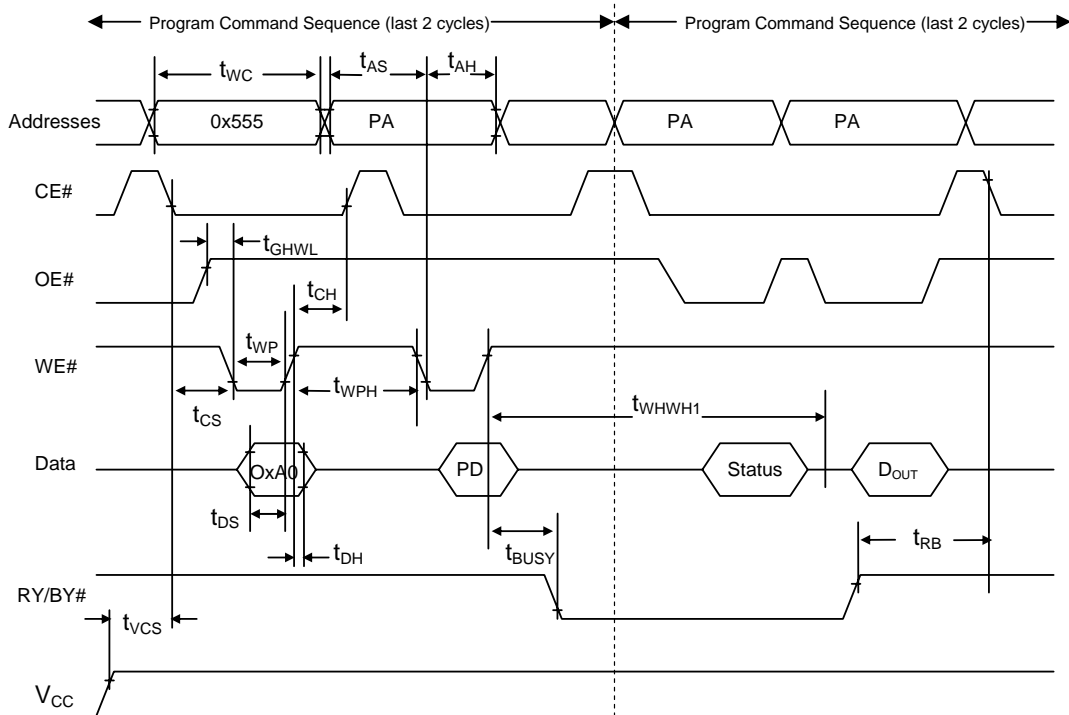 Program Command Sequence (last 2 cycles) Program Command Sequence (last 2 cycles)
tWC tAS tAH
Addresses 0x555 PA PA PA
CE#
tGHWL
OE#
tCH
tWP
WE#
tWPH
tCS tWHWH1
Data OxA0 PD Status DOUT
tDS
tDH tBUSY tRB
RY/BY#
tVCS
VCC